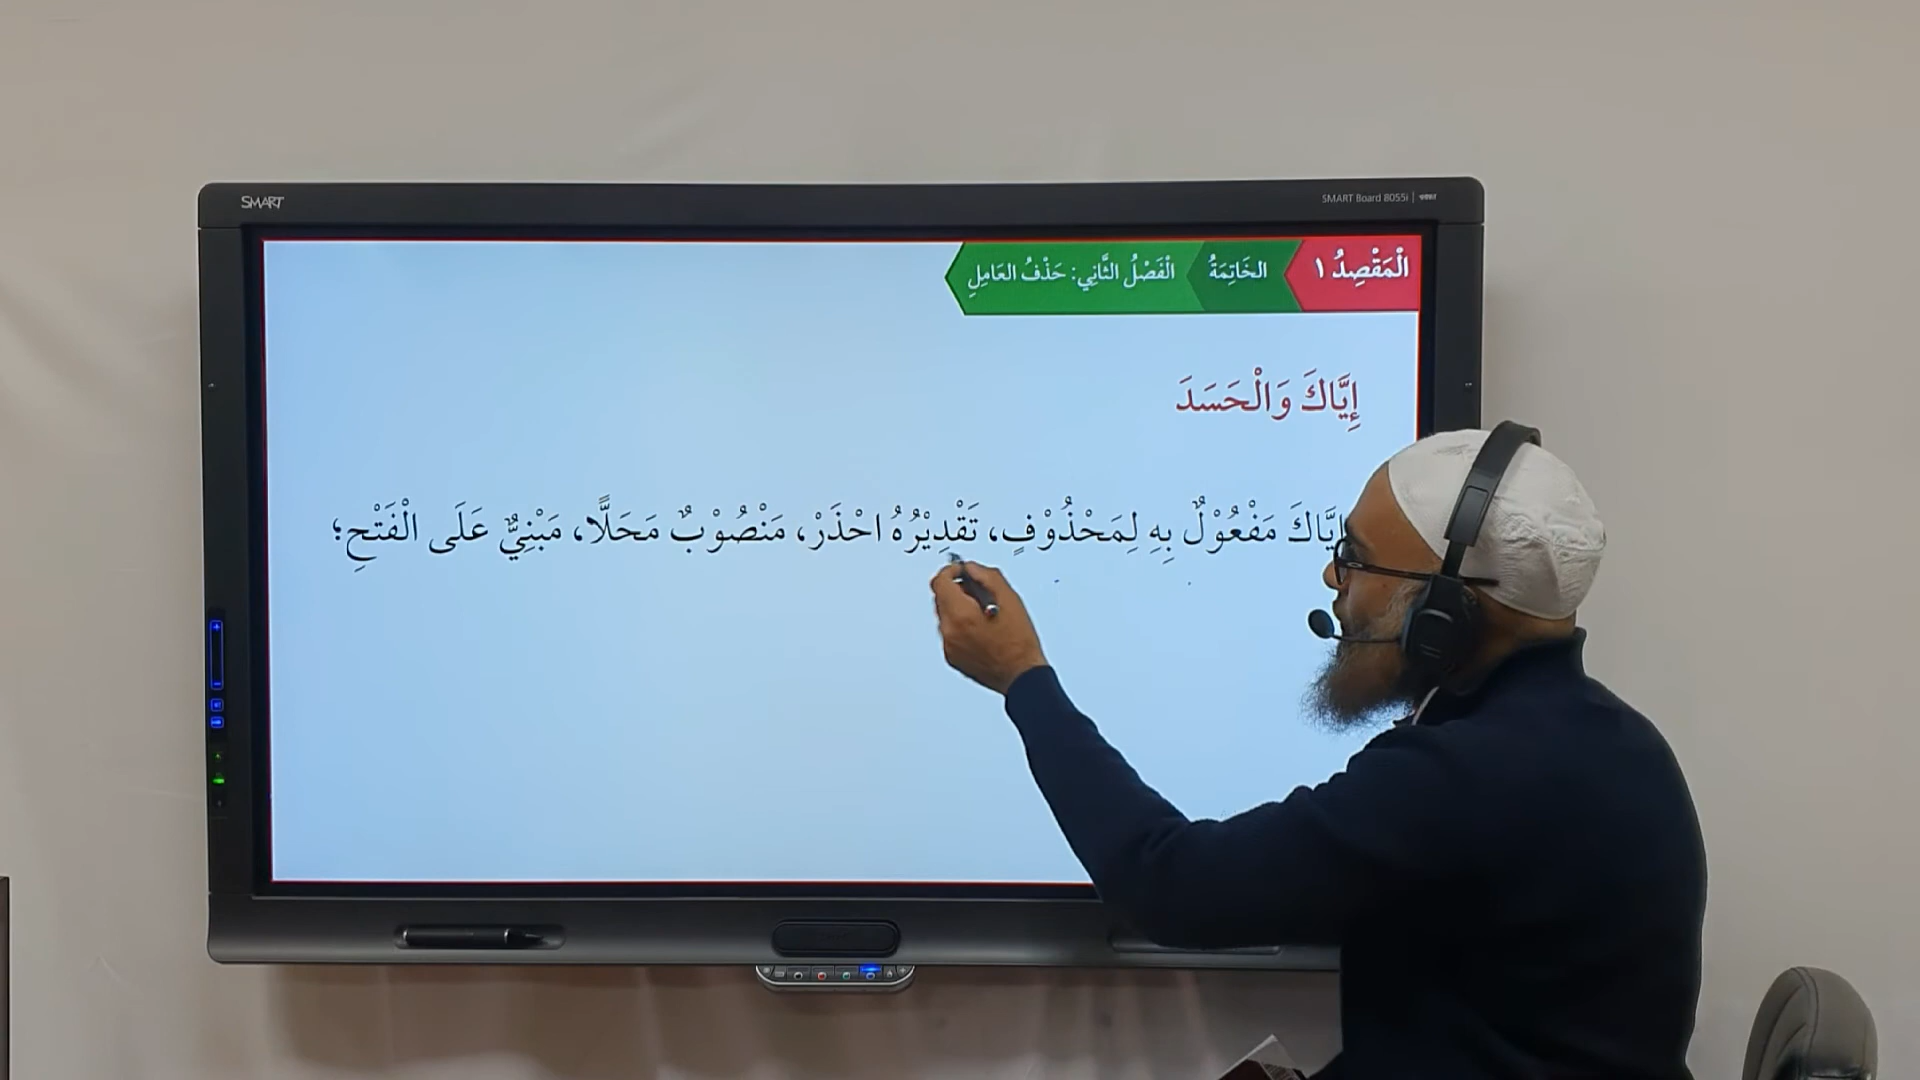 SMART
SMART Board 8055i
الْمَقْصِدُ ١ الخَاتِمَةُ الْفَصْلُ الثَّانِي: حَذْفُ العَامِلِ
إِيَّاكَ وَالْحَسَدَ
إِيَّاكَ مَفْعُوْلٌ بِهِ لِمَحْذُوْفٍ، تَقْدِيْرُهُ احْذَرْ، مَنْصُوْبٌ مَحَلًّا، مَبْنِيٌّ عَلَى الْفَتْحِ؛